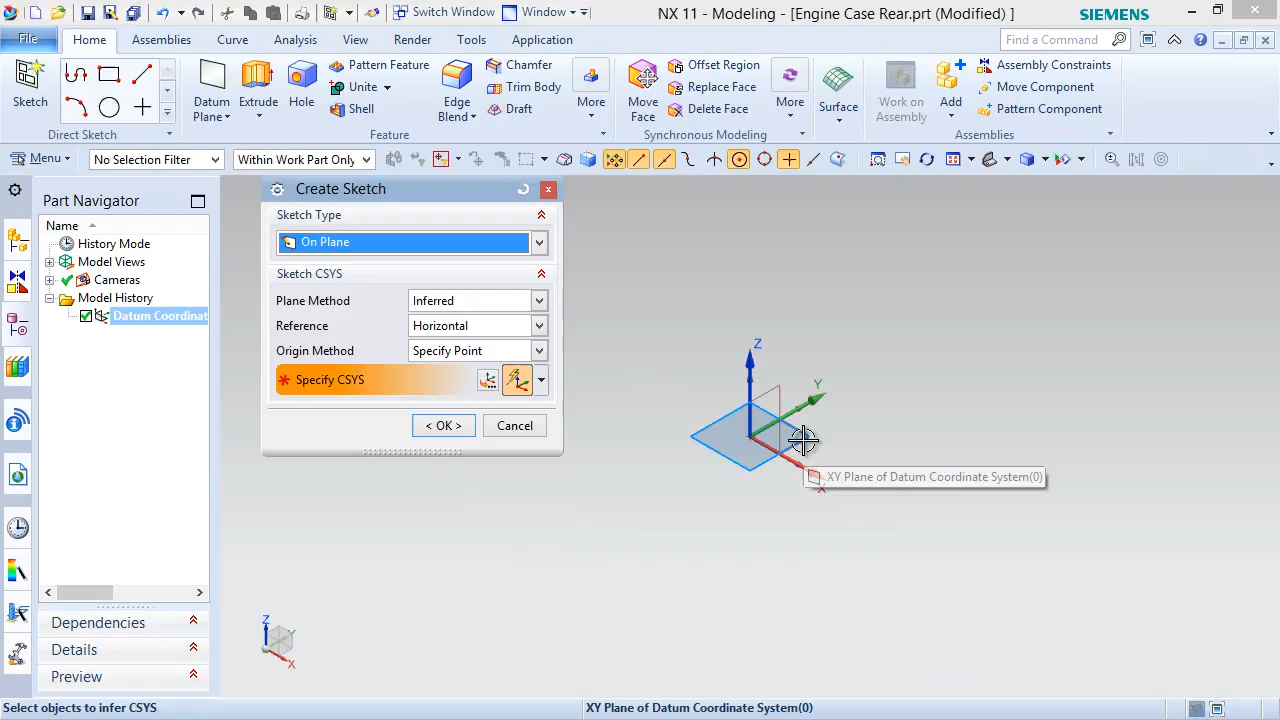 Switch Window
Window
NX 11 - Modeling - [Engine Case Rear.prt (Modified) ]
SIEMENS
File
Home
Assemblies
Curve
Analysis
View
Render
Tools
Application
Find a Command
Sketch
Direct Sketch
Datum
Plane
Extrude
Hole
Pattern Feature
Unite
Shell
Edge
Blend
Chamfer
Trim Body
Draft
More
Feature
Move
Face
Offset Region
Replace Face
Delete Face
More
Synchronous Modeling
Surface
Work on
Assembly
Add
Assembly Constraints
Move Component
Pattern Component
Assemblies
Menu
No Selection Filter
Within Work Part Only
Part Navigator
Name
History Mode
Model Views
Cameras
Model History
Datum Coordinat
Dependencies
Details
Preview
Create Sketch
Sketch Type
On Plane
Sketch CSYS
Plane Method
Inferred
Reference
Horizontal
Origin Method
Specify Point
* Specify CSYS
< OK >
Cancel
Z
Y
X
XY Plane of Datum Coordinate System(0)
Z
Y
X
Select objects to infer CSYS
XY Plane of Datum Coordinate System(0)